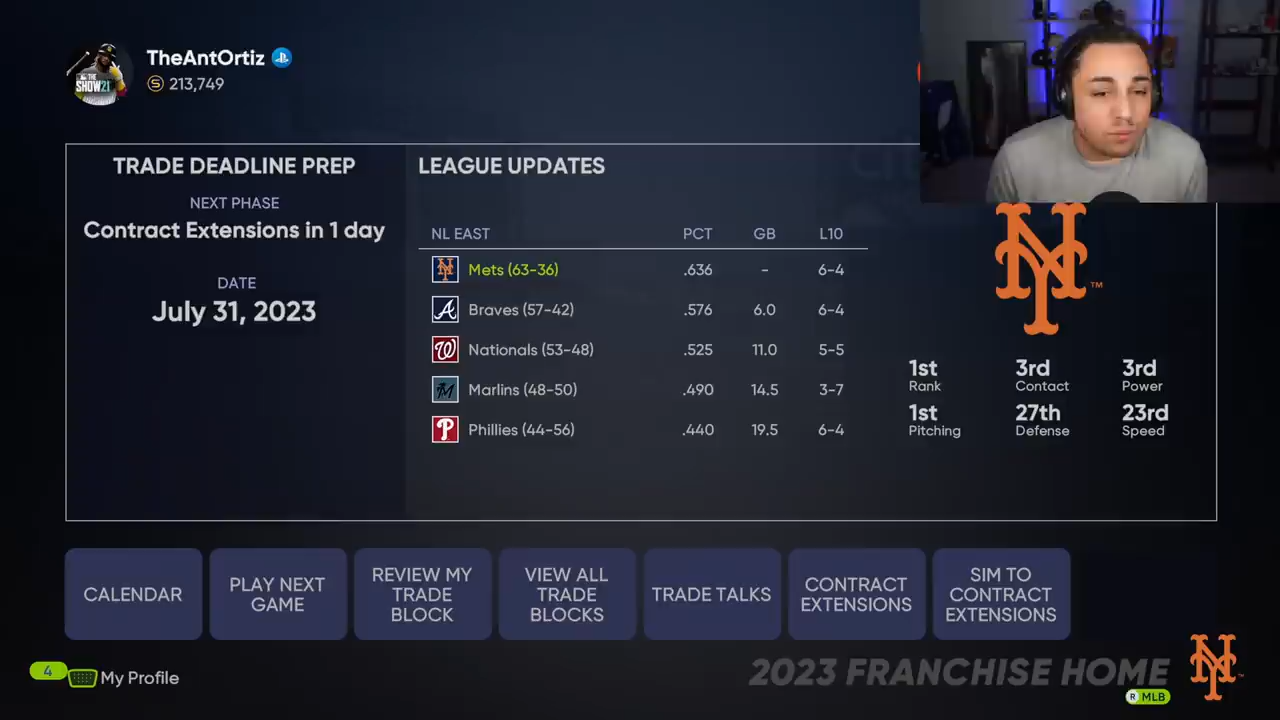 TheAntOrtiz
213,749
THE SHOW21
TRADE DEADLINE PREP
NEXT PHASE
Contract Extensions in 1 day
DATE
July 31, 2023
LEAGUE UPDATES
NL EAST PCT GB L10
Mets (63-36) .636 - 6-4
Braves (57-42) .576 6.0 6-4
Nationals (53-48) .525 11.0 5-5
Marlins (48-50) .490 14.5 3-7
Phillies (44-56) .440 19.5 6-4
NY
TM
1st 3rd 3rd
Rank Contact Power
1st 27th 23rd
Pitching Defense Speed
CALENDAR
PLAY NEXT
GAME
REVIEW MY
TRADE
BLOCK
VIEW ALL
TRADE
BLOCKS
TRADE TALKS
CONTRACT
EXTENSIONS
SIM TO
CONTRACT
EXTENSIONS
4 My Profile
2023 FRANCHISE HOME
NY
R MLB